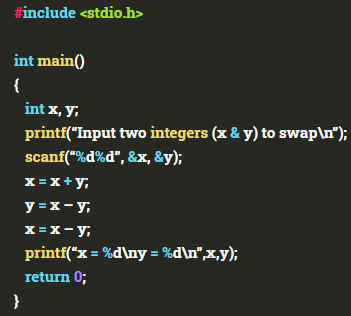 #include <stdio.h>
int main()
{
int x, y;
printf(“Input two integers (x & y) to swap\n”);
scanf(“%d%d”, &x, &y);
x = x + y;
y = x – y;
x = x – y;
printf(“x = %d\ny = %d\n”,x,y);
return 0;
}